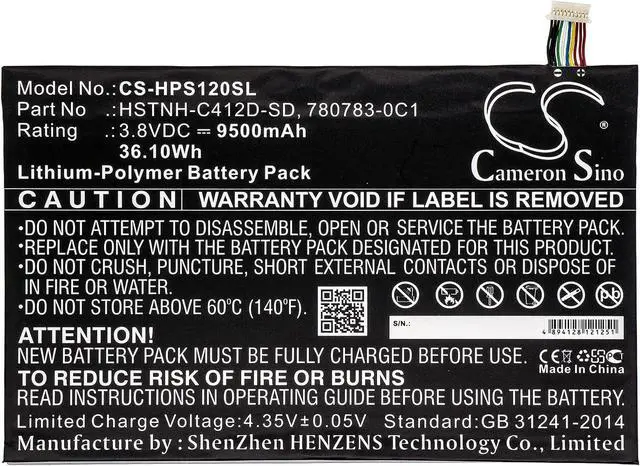 Model No.: CS-HPS120SL
Part No : HSTNH-C412D-SD, 780783-0C1
Rating : 3.8VDC ⎓ 9500mAh
36.10Wh
Lithium-Polymer Battery Pack
CS
Cameron Sino
CAUTION WARRANTY VOID IF LABEL IS REMOVED
•DO NOT ATTEMPT TO DISASSEMBLE, OPEN OR SERVICE THE BATTERY PACK.
•REPLACE ONLY WITH THE BATTERY PACK DESIGNATED FOR THIS PRODUCT.
•DO NOT CRUSH, PUNCTURE, SHORT EXTERNAL CONTACTS OR DISPOSE OF
IN FIRE OR WATER.
•DO NOT STORE ABOVE 60°C (140°F).
S/N.:
4 894128 121251
ATTENTION!
NEW BATTERY PACK MUST BE FULLY CHARGED BEFORE USE.
TO REDUCE RISK OF FIRE OR BURNS
READ INSTRUCTIONS IN OPERATING GUIDE BEFORE USE.
Made In China
Limited Charge Voltage:4.35V±0.05V Standard:GB 31241-2014
Manufacture by : ShenZhen HENZENS Technology Co., Ltd.